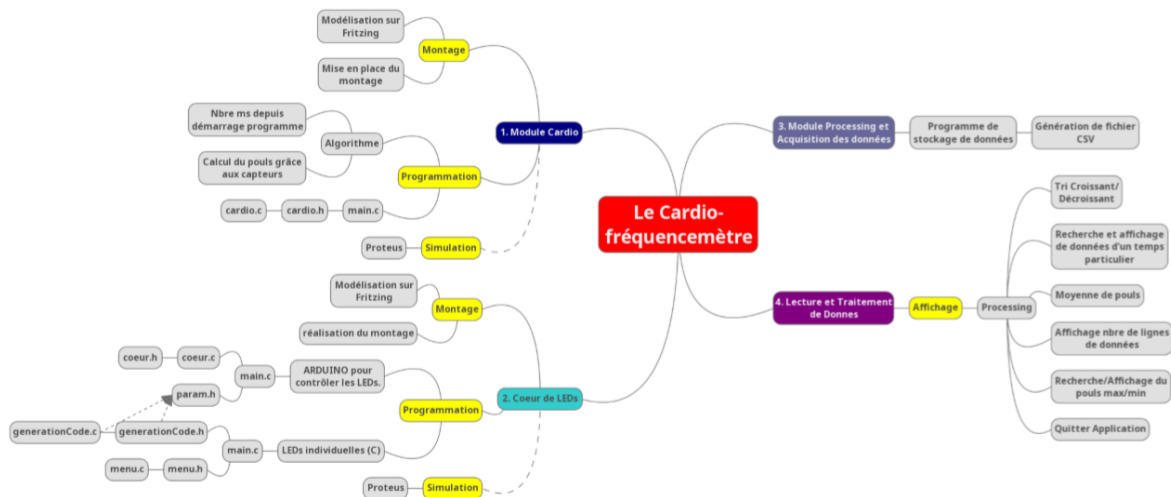 Le Cardio-
fréquencemètre
1. Module Cardio
Montage
Modélisation sur
Fritzing
Mise en place du
montage
Programmation
Algorithme
Nbre ms depuis
démarrage programme
Calcul du pouls grâce
aux capteurs
main.c
cardio.h
cardio.c
Simulation
Proteus
2. Coeur de LEDs
Montage
Modélisation sur
Fritzing
réalisation du montage
Programmation
ARDUINO pour
contrôler les LEDs.
main.c
coeur.c
coeur.h
param.h
LEDs individuelles (C)
main.c
generationCode.h
generationCode.c
menu.h
menu.c
Simulation
Proteus
3. Module Processing et
Acquisition des données
Programme de
stockage de données
Génération de fichier
CSV
4. Lecture et Traitement
de Donnes
Affichage
Processing
Tri Croissant/
Décroissant
Recherche et affichage
de données d'un temps
particulier
Moyenne de pouls
Affichage nbre de lignes
de données
Recherche/Affichage du
pouls max/min
Quitter Application